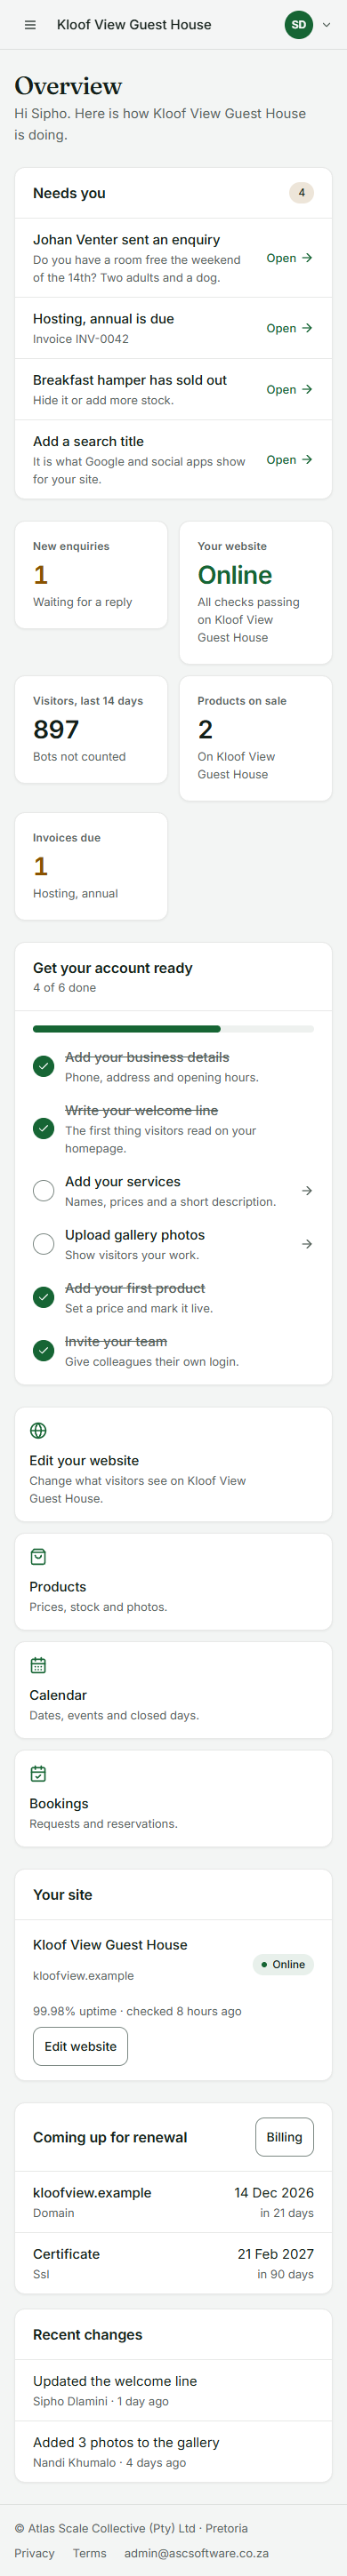 Kloof View Guest House
SD
Overview
Hi Sipho. Here is how Kloof View Guest House
is doing.
Needs you
4
Johan Venter sent an enquiry
Do you have a room free the weekend
of the 14th? Two adults and a dog.
Open
Hosting, annual is due
Invoice INV-0042
Open
Breakfast hamper has sold out
Hide it or add more stock.
Open
Add a search title
It is what Google and social apps show
for your site.
Open
New enquiries
1
Waiting for a reply
Your website
Online
All checks passing
on Kloof View
Guest House
Visitors, last 14 days
897
Bots not counted
Products on sale
2
On Kloof View
Guest House
Invoices due
1
Hosting, annual
Get your account ready
4 of 6 done
Add your business details
Phone, address and opening hours.
Write your welcome line
The first thing visitors read on your
homepage.
Add your services
Names, prices and a short description.
Upload gallery photos
Show visitors your work.
Add your first product
Set a price and mark it live.
Invite your team
Give colleagues their own login.
Edit your website
Change what visitors see on Kloof View
Guest House.
Products
Prices, stock and photos.
Calendar
Dates, events and closed days.
Bookings
Requests and reservations.
Your site
Kloof View Guest House
kloofview.example
Online
99.98% uptime · checked 8 hours ago
Edit website
Coming up for renewal
Billing
kloofview.example
14 Dec 2026
Domain
in 21 days
Certificate
21 Feb 2027
Ssl
in 90 days
Recent changes
Updated the welcome line
Sipho Dlamini · 1 day ago
Added 3 photos to the gallery
Nandi Khumalo · 4 days ago
© Atlas Scale Collective (Pty) Ltd · Pretoria
Privacy
Terms
admin@ascsoftware.co.za